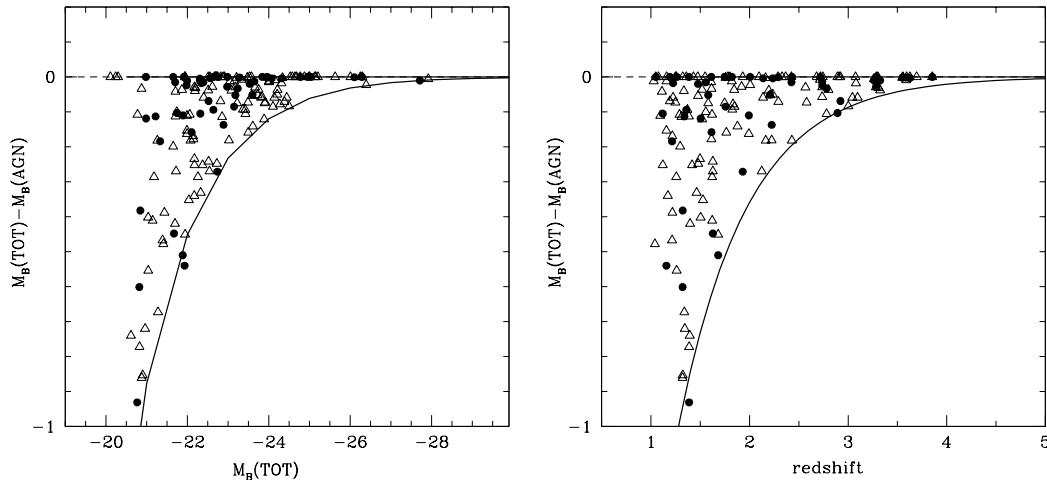 0
-1
M_B(TOT)-M_B(AGN)
-20 -22 -24 -26 -28
M_B(TOT)
0
-1
M_B(TOT)-M_B(AGN)
1 2 3 4 5
redshift